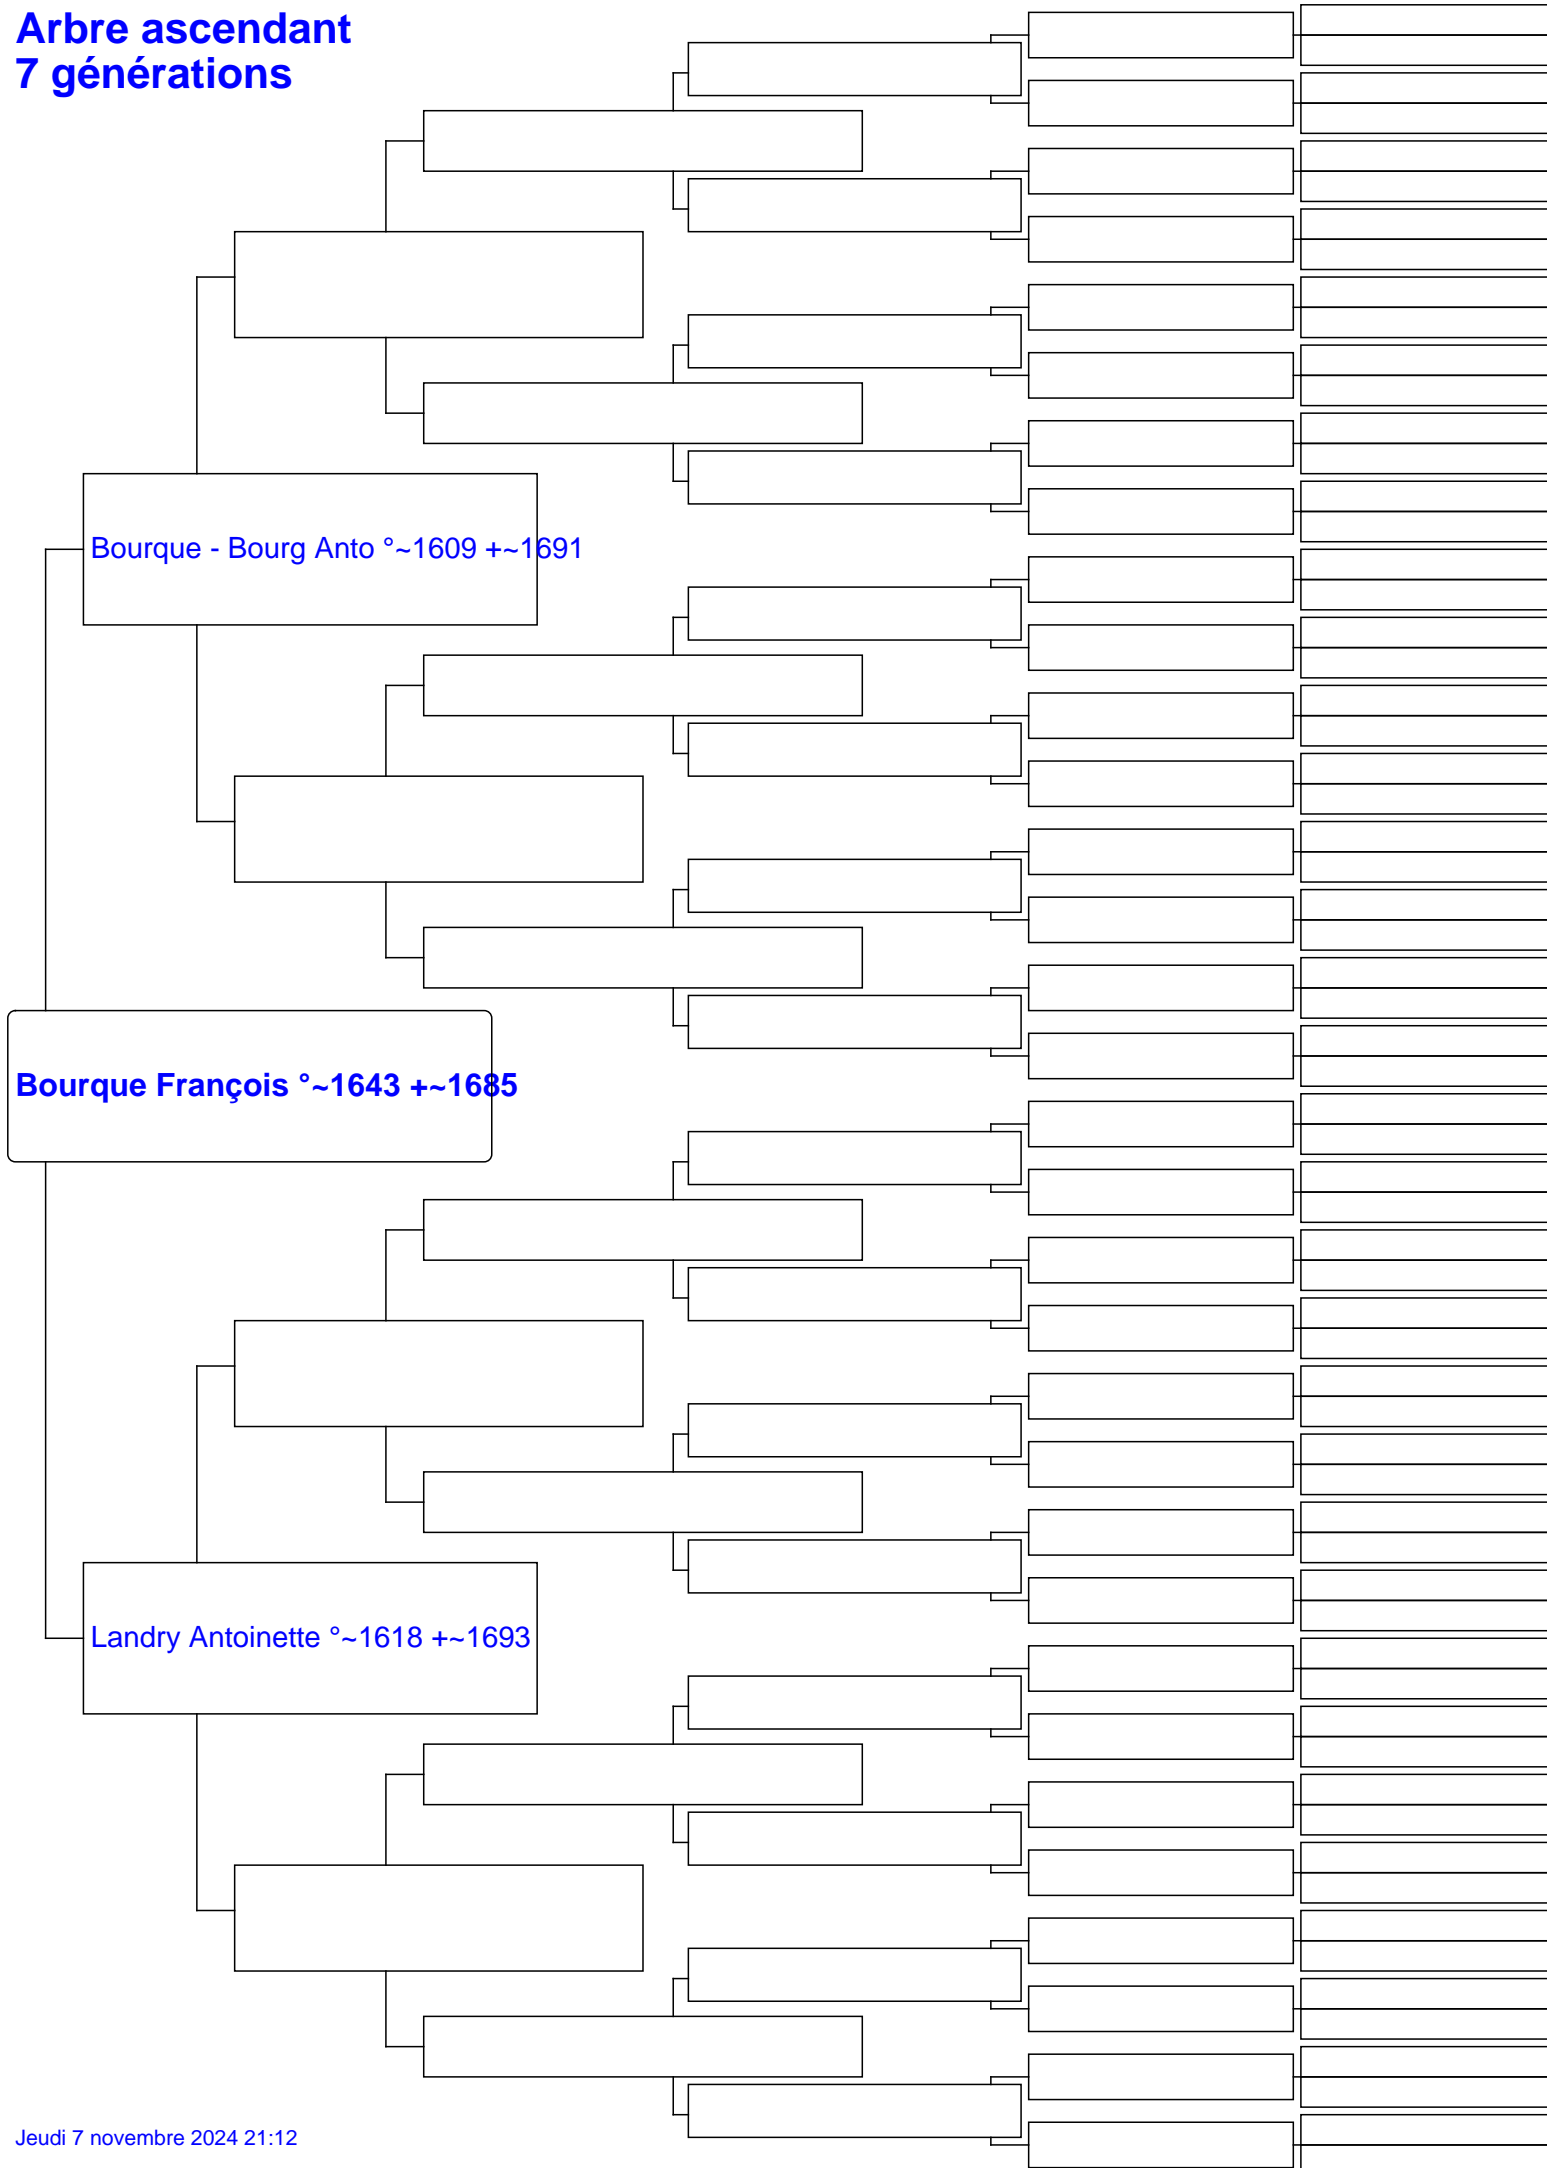 Arbre ascendant
7 générations
Bourque - Bourg Anto °~1609 +~1691
Bourque François °~1643 +~1685
Landry Antoinette °~1618 +~1693
Jeudi 7 novembre 2024 21:12